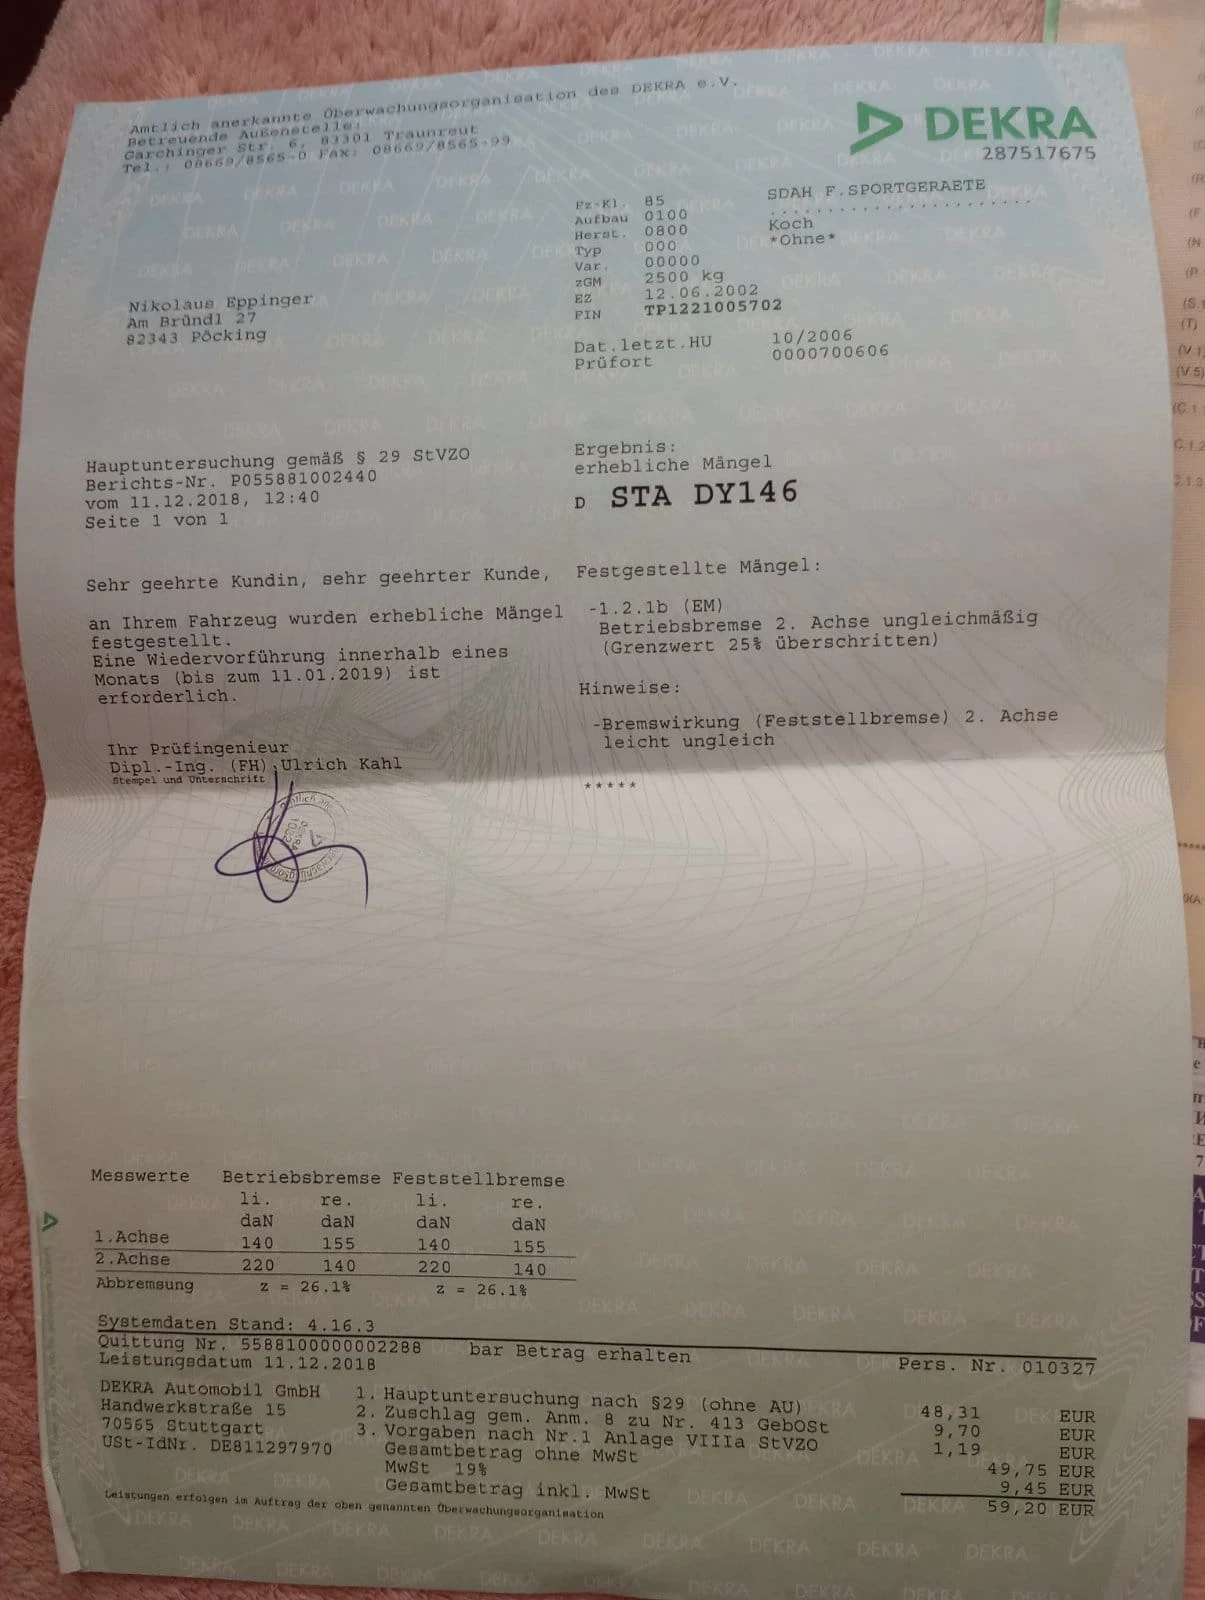 Amtlich anerkannte Überwachungsorganisation des DEKRA e.V.
Betreuende Außenstelle:
Garchinger Str. 6, 83301 Traunreut
Tel.: 08669/8565-0 Fax: 08669/8565-99
DEKRA
287517675
Fz-Kl. 85 SDAH F.SPORTGERAETE
Aufbau 0100 .......................
Herst. 0800 Koch
Typ 000 *Ohne*
Var. 00000
zGM 2500 kg
EZ 12.06.2002
FIN TP1221005702
Dat.letzt.HU 10/2006
Prüfort 0000700606
Nikolaus Eppinger
Am Bründl 27
82343 Pöcking
Hauptuntersuchung gemäß § 29 StVZO
Berichts-Nr. P055881002440
vom 11.12.2018, 12:40
Seite 1 von 1
Ergebnis:
erhebliche Mängel
D STA DY146
Sehr geehrte Kundin, sehr geehrter Kunde,
an Ihrem Fahrzeug wurden erhebliche Mängel
festgestellt.
Eine Wiedervorführung innerhalb eines
Monats (bis zum 11.01.2019) ist
erforderlich.
Ihr Prüfingenieur
Dipl.-Ing. (FH) Ulrich Kahl
Stempel und Unterschrift
Festgestellte Mängel:
-1.2.1b (EM)
Betriebsbremse 2. Achse ungleichmäßig
(Grenzwert 25% überschritten)
Hinweise:
-Bremswirkung (Feststellbremse) 2. Achse
leicht ungleich
*****
Messwerte Betriebsbremse Feststellbremse
li. re. li. re.
daN daN daN daN
1.Achse 140 155 140 155
2.Achse 220 140 220 140
Abbremsung z = 26.1% z = 26.1%
Systemdaten Stand: 4.16.3
Quittung Nr. 5588100000002288 bar Betrag erhalten Pers. Nr. 010327
Leistungsdatum 11.12.2018
DEKRA Automobil GmbH
Handwerkstraße 15
70565 Stuttgart
USt-IdNr. DE811297970
1. Hauptuntersuchung nach §29 (ohne AU) 48,31 EUR
2. Zuschlag gem. Anm. 8 zu Nr. 413 GebOSt 9,70 EUR
3. Vorgaben nach Nr.1 Anlage VIIIa StVZO 1,19 EUR
Gesamtbetrag ohne MwSt 49,75 EUR
MwSt 19% 9,45 EUR
Gesamtbetrag inkl. MwSt 59,20 EUR
Leistungen erfolgen im Auftrag der oben genannten Überwachungsorganisation